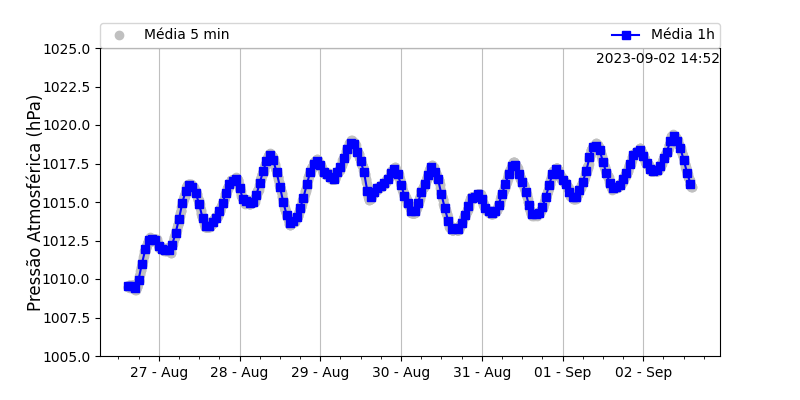 Média 5 min
Média 1h
2023-09-02 14:52
Pressão Atmosférica (hPa)
1025.0
1022.5
1020.0
1017.5
1015.0
1012.5
1010.0
1007.5
1005.0
27 - Aug
28 - Aug
29 - Aug
30 - Aug
31 - Aug
01 - Sep
02 - Sep